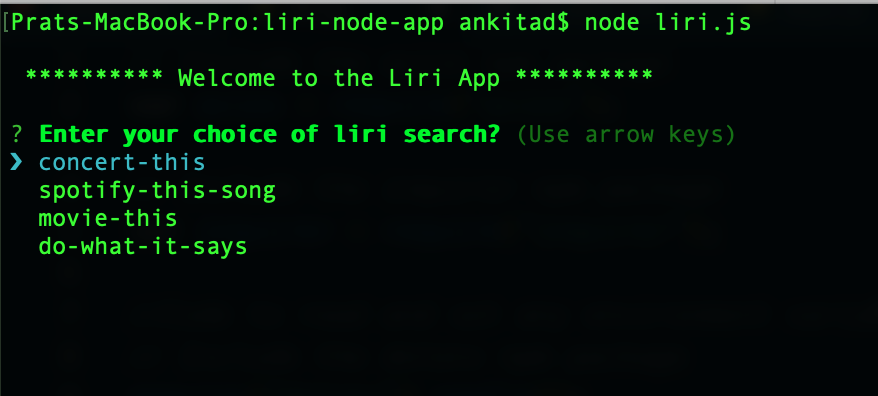 [Prats-MacBook-Pro:liri-node-app ankitad$ node liri.js
********** Welcome to the Liri App **********
? Enter your choice of liri search? (Use arrow keys)
❯ concert-this
spotify-this-song
movie-this
do-what-it-says